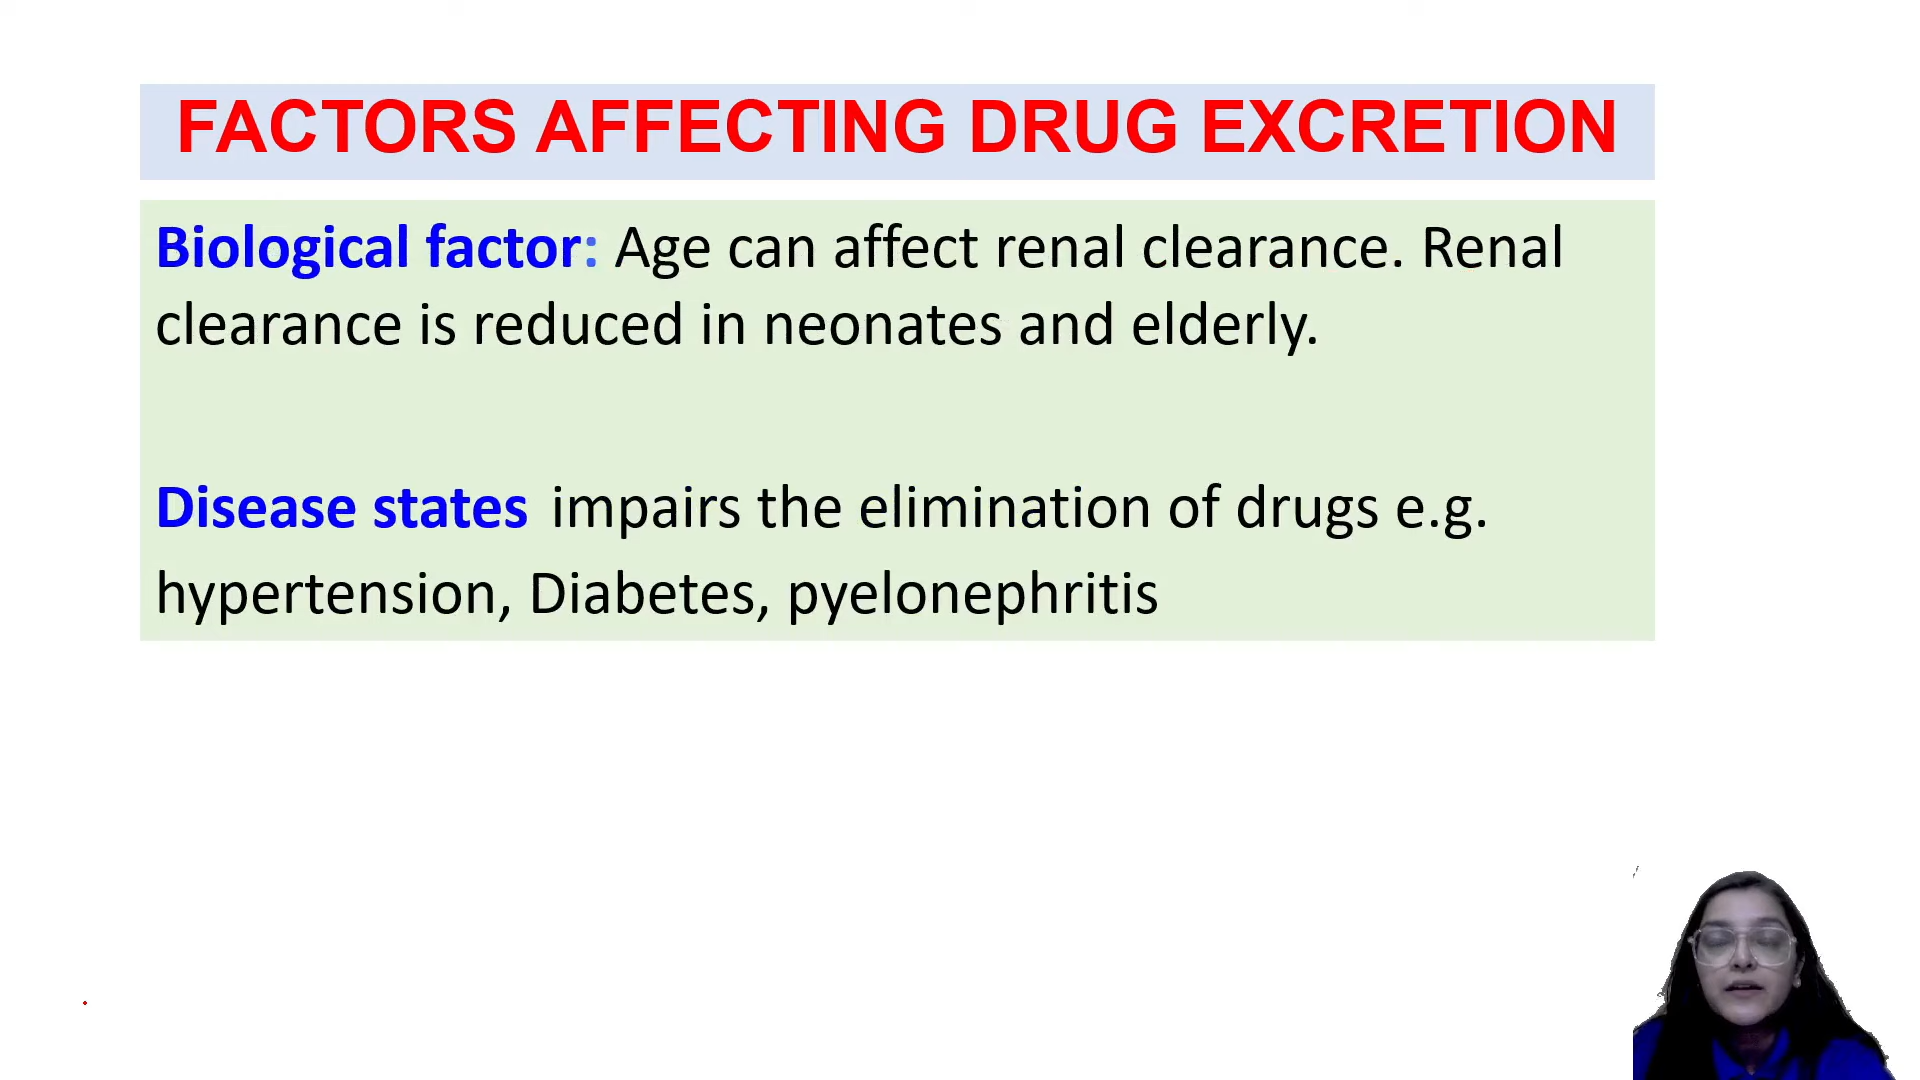 FACTORS AFFECTING DRUG EXCRETION
Biological factor: Age can affect renal clearance. Renal
clearance is reduced in neonates and elderly.
Disease states impairs the elimination of drugs e.g.
hypertension, Diabetes, pyelonephritis